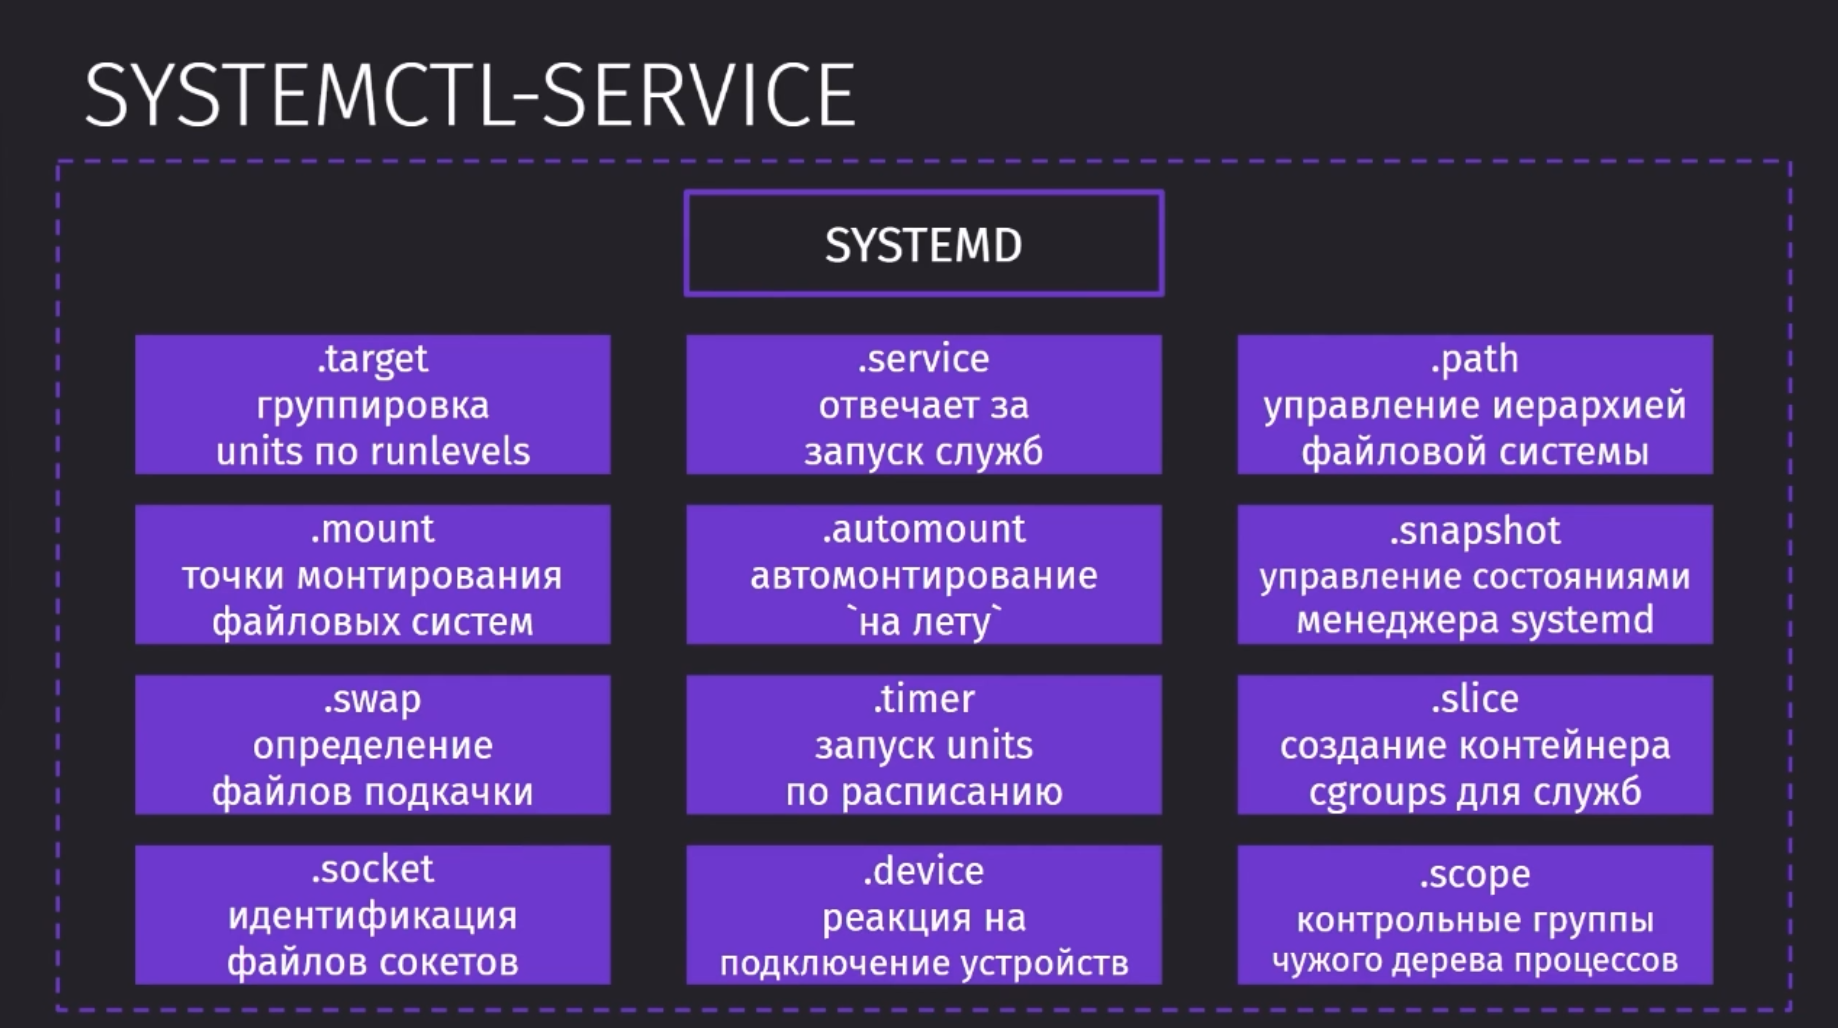 SYSTEMCTL-SERVICE
SYSTEMD
.target
группировка
units по runlevels
.service
отвечает за
запуск служб
.path
управление иерархией
файловой системы
.mount
точки монтирования
файловых систем
.automount
автомонтирование
`на лету`
.snapshot
управление состояниями
менеджера systemd
.swap
определение
файлов подкачки
.timer
запуск units
по расписанию
.slice
создание контейнера
cgroups для служб
.socket
идентификация
файлов сокетов
.device
реакция на
подключение устройств
.scope
контрольные группы
чужого дерева процессов